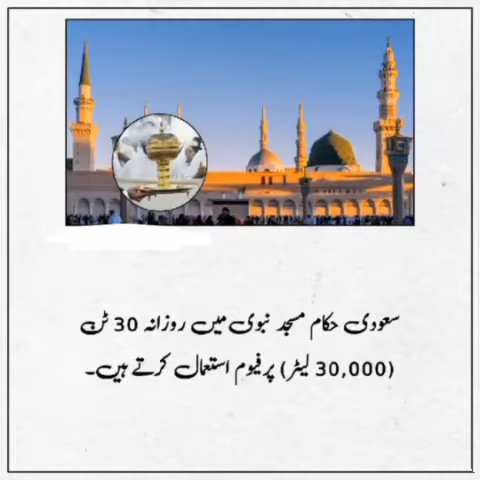 سعودی حکام مسجد نبوی میں روزانہ 30 ٹن
(30,000 لیٹر) پرفیوم استعمال کرتے ہیں۔